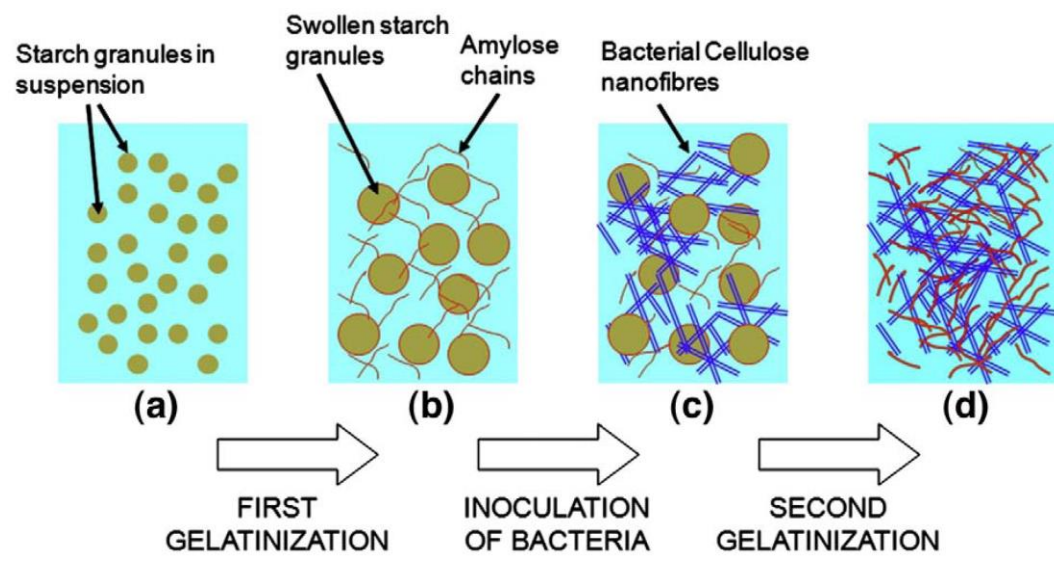 Starch granules in
suspension
Swollen starch
granules
Amylose
chains
Bacterial Cellulose
nanofibres
(a)
(b)
(c)
(d)
FIRST
GELATINIZATION
INOCULATION
OF BACTERIA
SECOND
GELATINIZATION